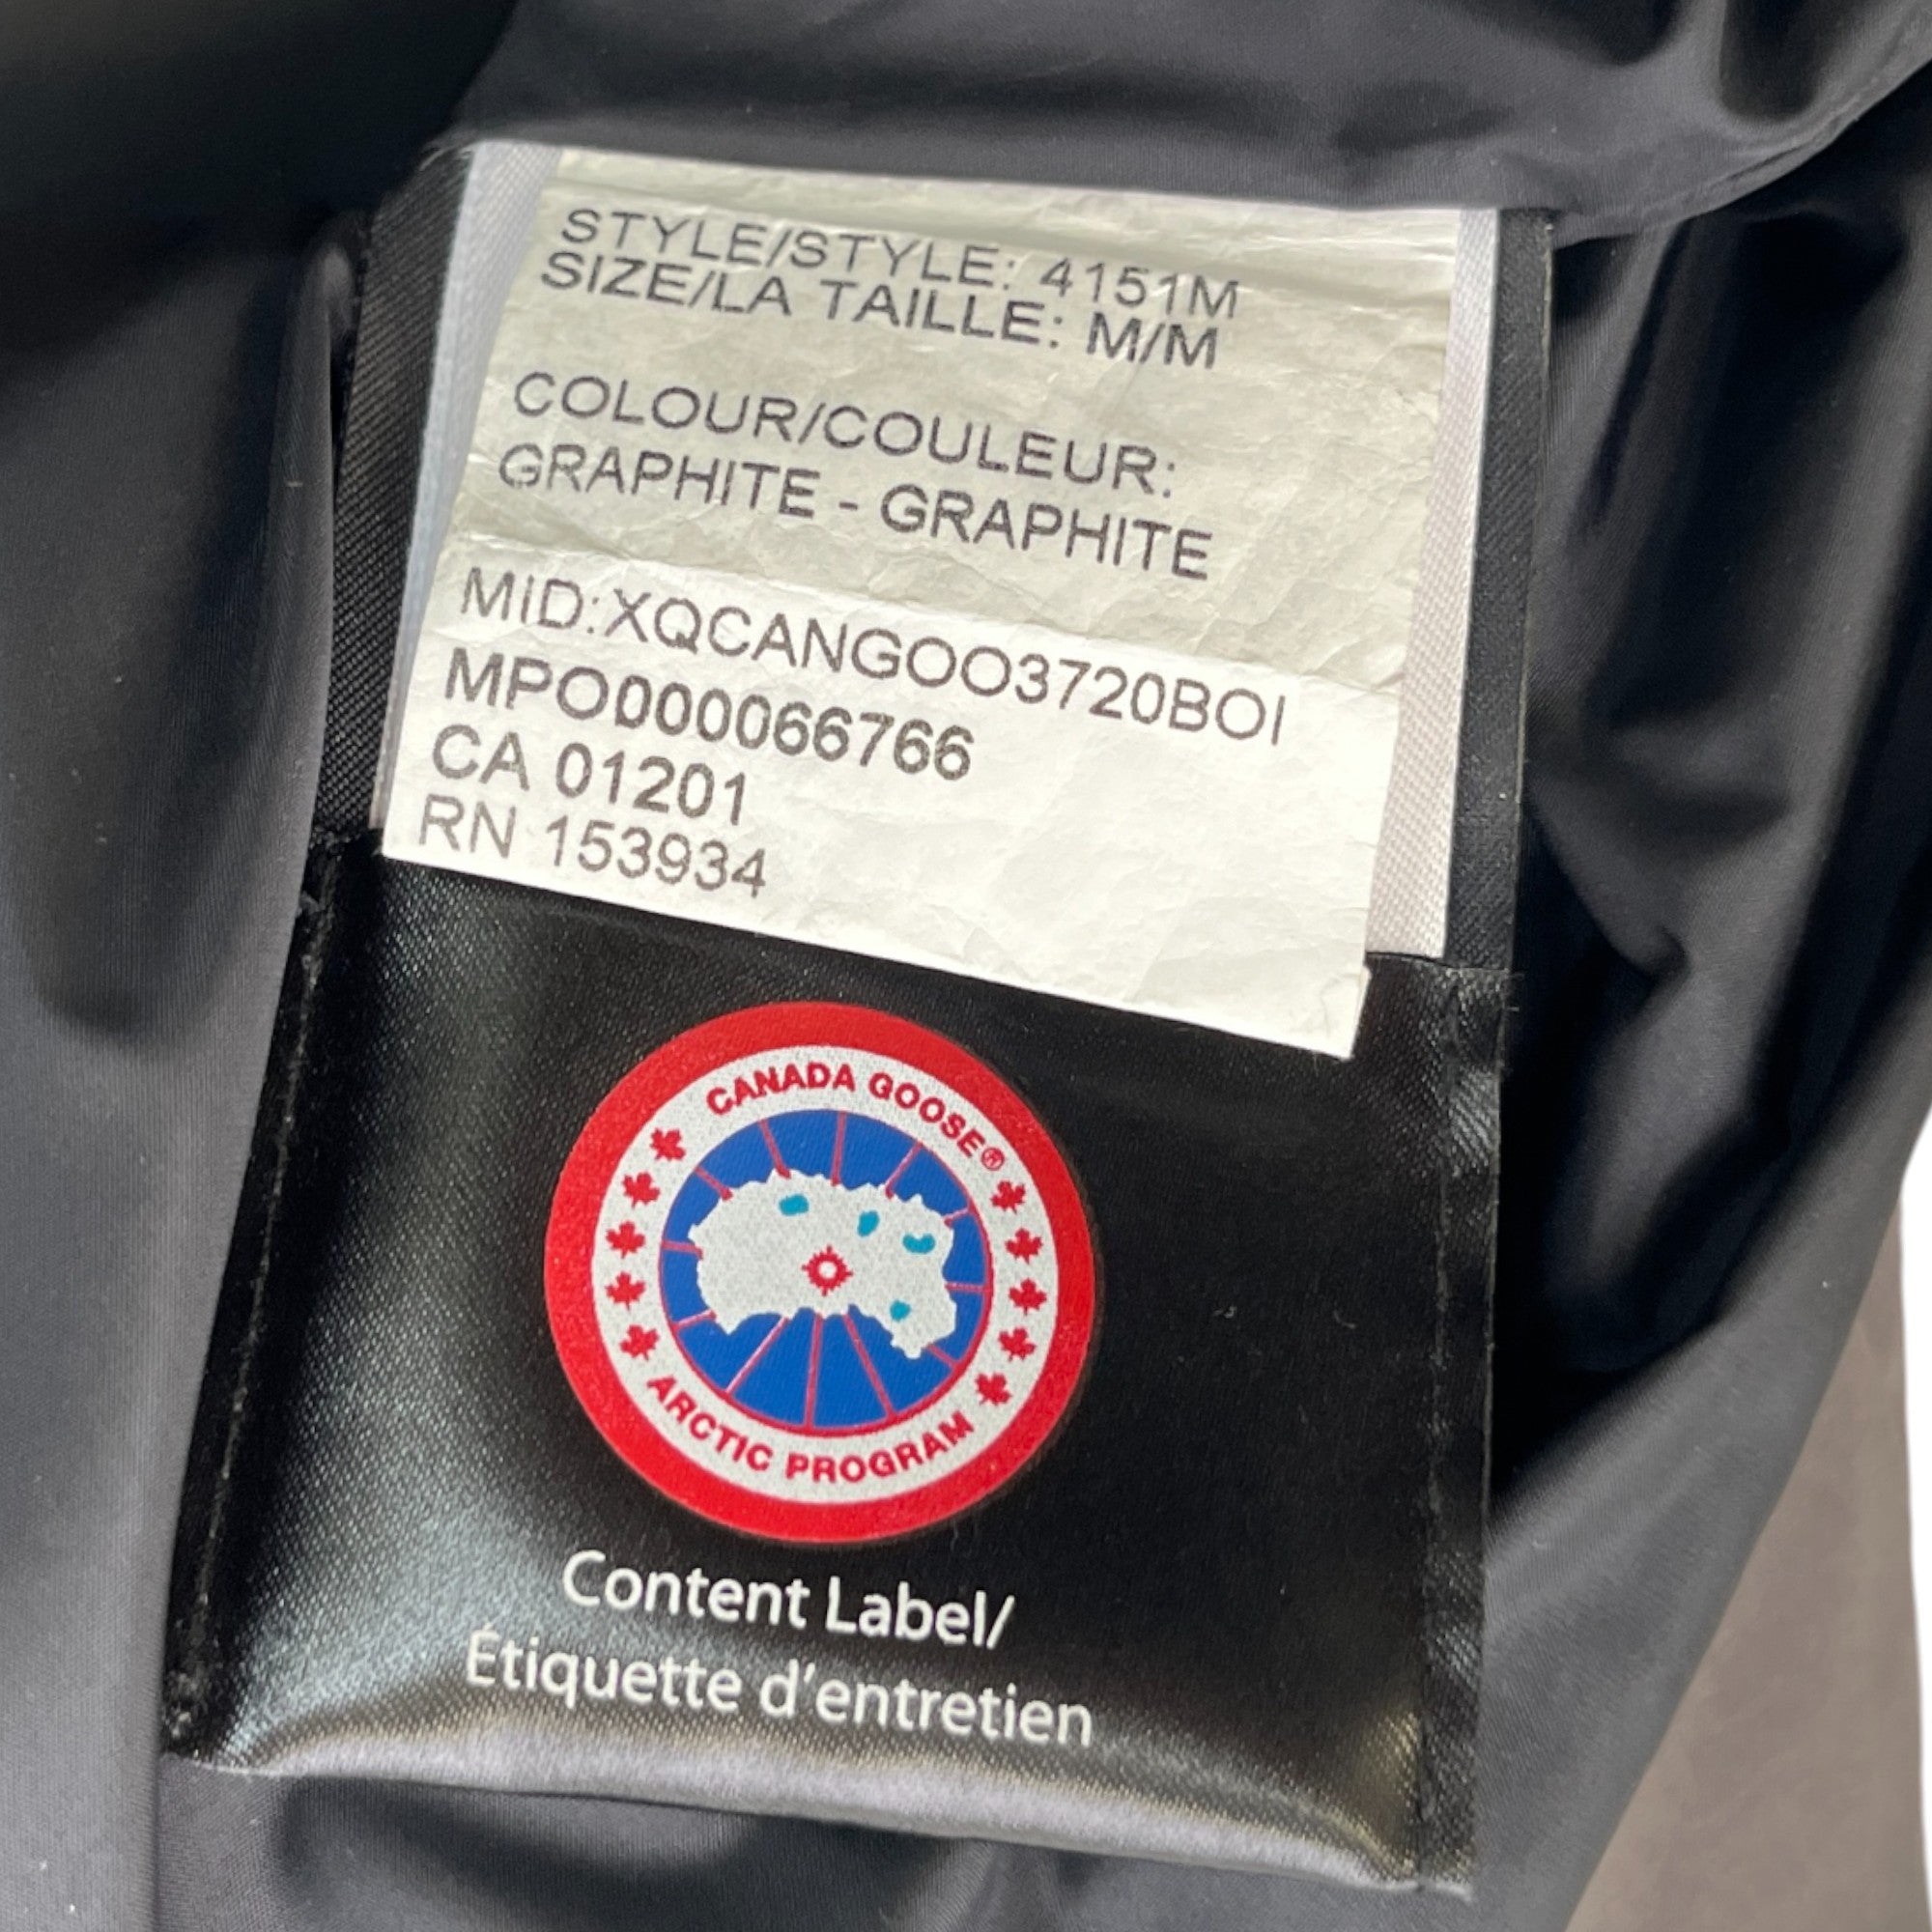 STYLE/STYLE: 4151M
SIZE/LA TAILLE: M/M
COLOUR/COULEUR:
GRAPHITE - GRAPHITE
MID:XQCANGOO3720BOI
MPO000066766
CA 01201
RN 153934
CANADA GOOSE®
ARCTIC PROGRAM
Content Label/
Étiquette d'entretien